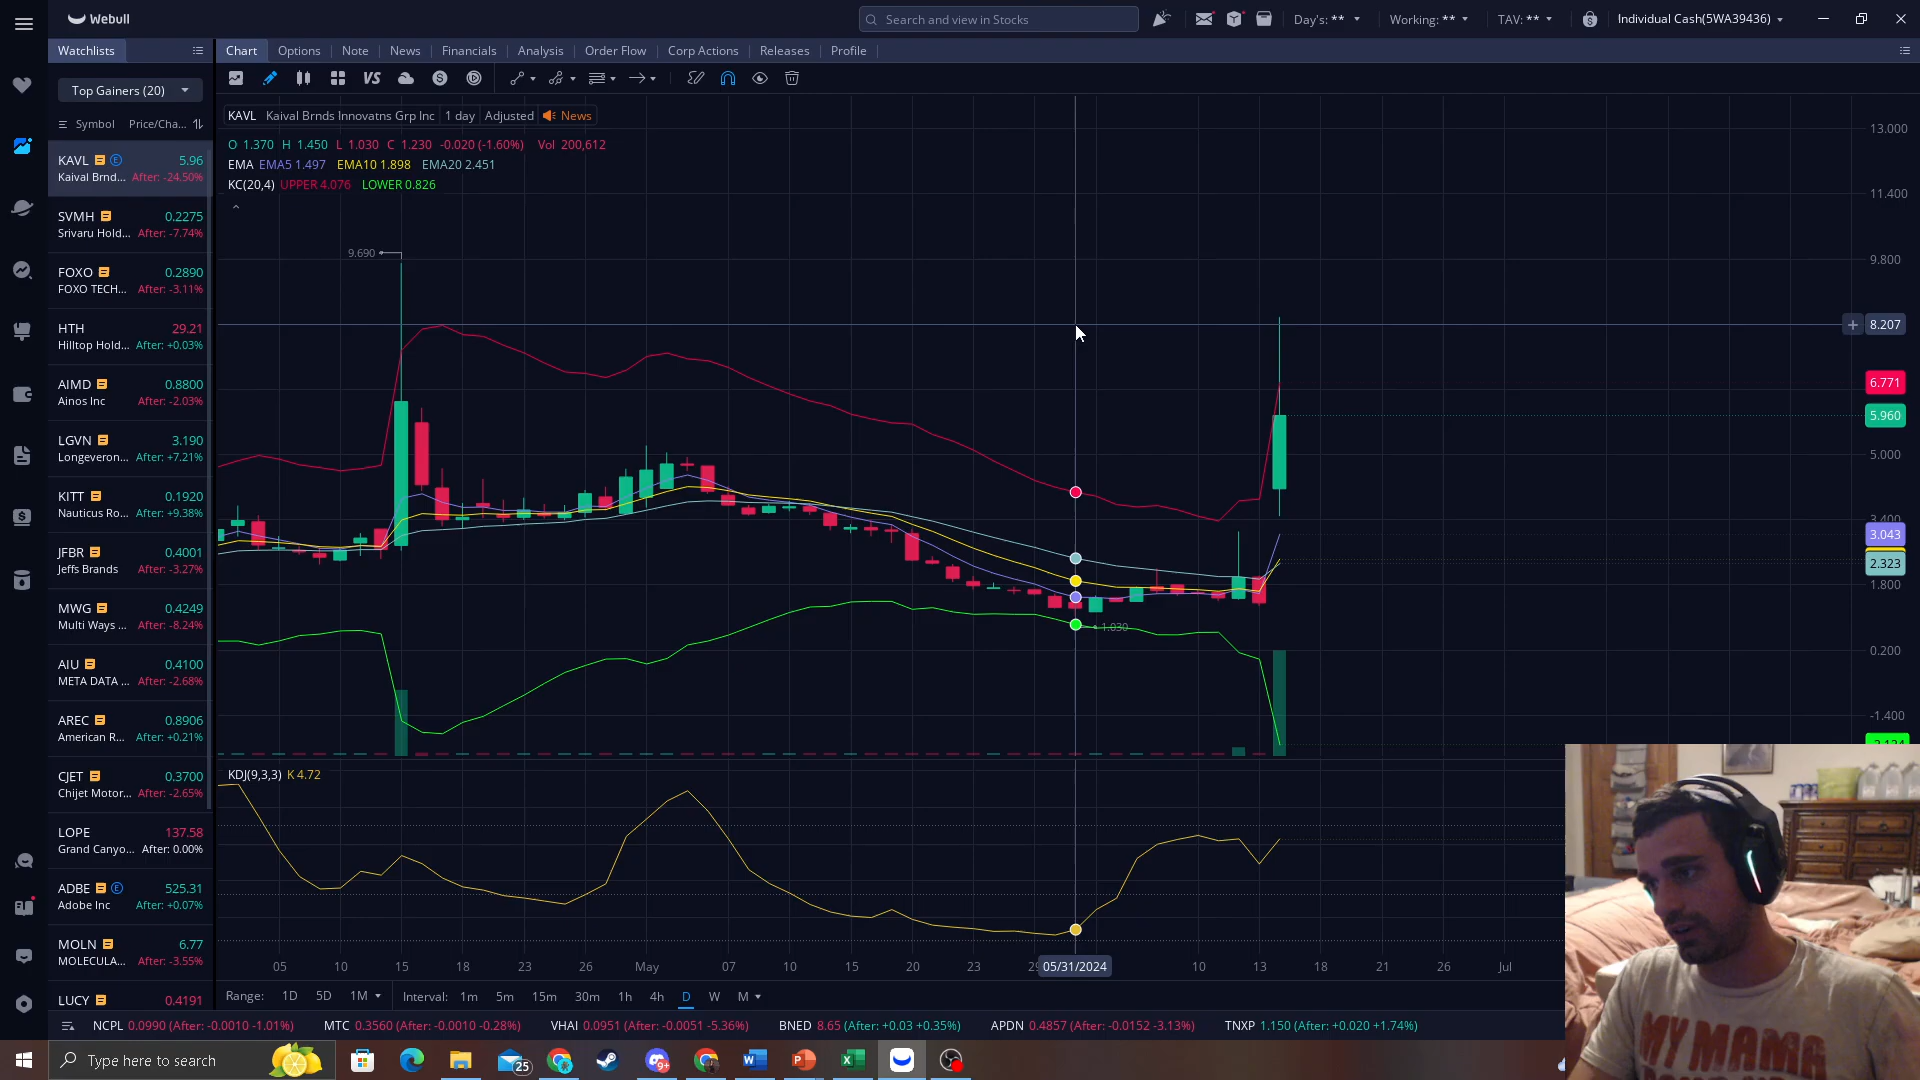 Webull
Search and view in Stocks
Day's: **
Working: **
TAV: **
Individual Cash(5WA39436)
Watchlists
Chart
Options
Note
News
Financials
Analysis
Order Flow
Corp Actions
Releases
Profile
Top Gainers (20)
VS
Symbol
Price/Cha...
KAVL
Kaival Brnds Innovatns Grp Inc
1 day
Adjusted
News
O 1.370 H 1.450 L 1.030 C 1.230 -0.020 (-1.60%) Vol 200,612
EMA EMA5 1.497 EMA10 1.898 EMA20 2.451
KC(20,4) UPPER 4.076 LOWER 0.826
KAVL E 5.96
Kaival Brnd... After: -24.50%
SVMH 0.2275
Srivaru Hold... After: -7.74%
FOXO 0.2890
FOXO TECH... After: -3.11%
HTH 29.21
Hilltop Hold... After: +0.03%
AIMD 0.8800
Ainos Inc After: -2.03%
LGVN 3.190
Longeveron... After: +7.21%
KITT 0.1920
Nauticus Ro... After: +9.38%
JFBR 0.4001
Jeffs Brands After: -3.27%
MWG 0.4249
Multi Ways ... After: -8.24%
AIU 0.4100
META DATA ... After: -2.68%
AREC 0.8906
American R... After: +0.21%
CJET 0.3700
Chijet Motor... After: -2.65%
LOPE 137.58
Grand Canyo... After: 0.00%
ADBE E 525.31
Adobe Inc After: +0.07%
MOLN 6.77
MOLECULA... After: -3.55%
LUCY 0.4191
9.690
1.030
13.000
11.400
9.800
8.207
6.771
5.960
5.000
3.400
3.043
2.323
1.800
0.200
-1.400
KDJ(9,3,3) K 4.72
05 10 15 18 23 26 May 07 10 15 20 23 05/31/2024 10 13 18 21 26 Jul
Range: 1D 5D 1M Interval: 1m 5m 15m 30m 1h 4h D W M
NCPL 0.0990 (After: -0.0010 -1.01%)
MTC 0.3560 (After: -0.0010 -0.28%)
VHAI 0.0951 (After: -0.0051 -5.36%)
BNED 8.65 (After: +0.03 +0.35%)
APDN 0.4857 (After: -0.0152 -3.13%)
TNXP 1.150 (After: +0.020 +1.74%)
Type here to search
25
9+
MY MAMA